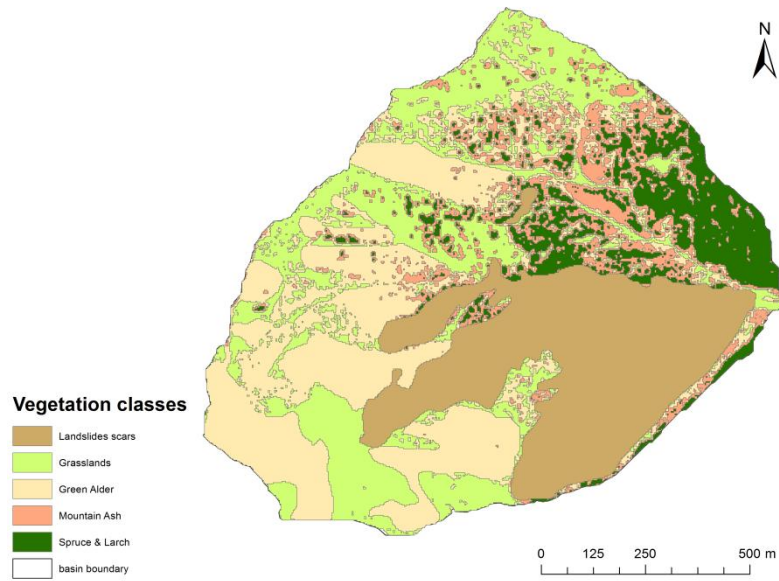 N
Vegetation classes
Landslides scars
Grasslands
Green Alder
Mountain Ash
Spruce & Larch
basin boundary
0 125 250 500 m